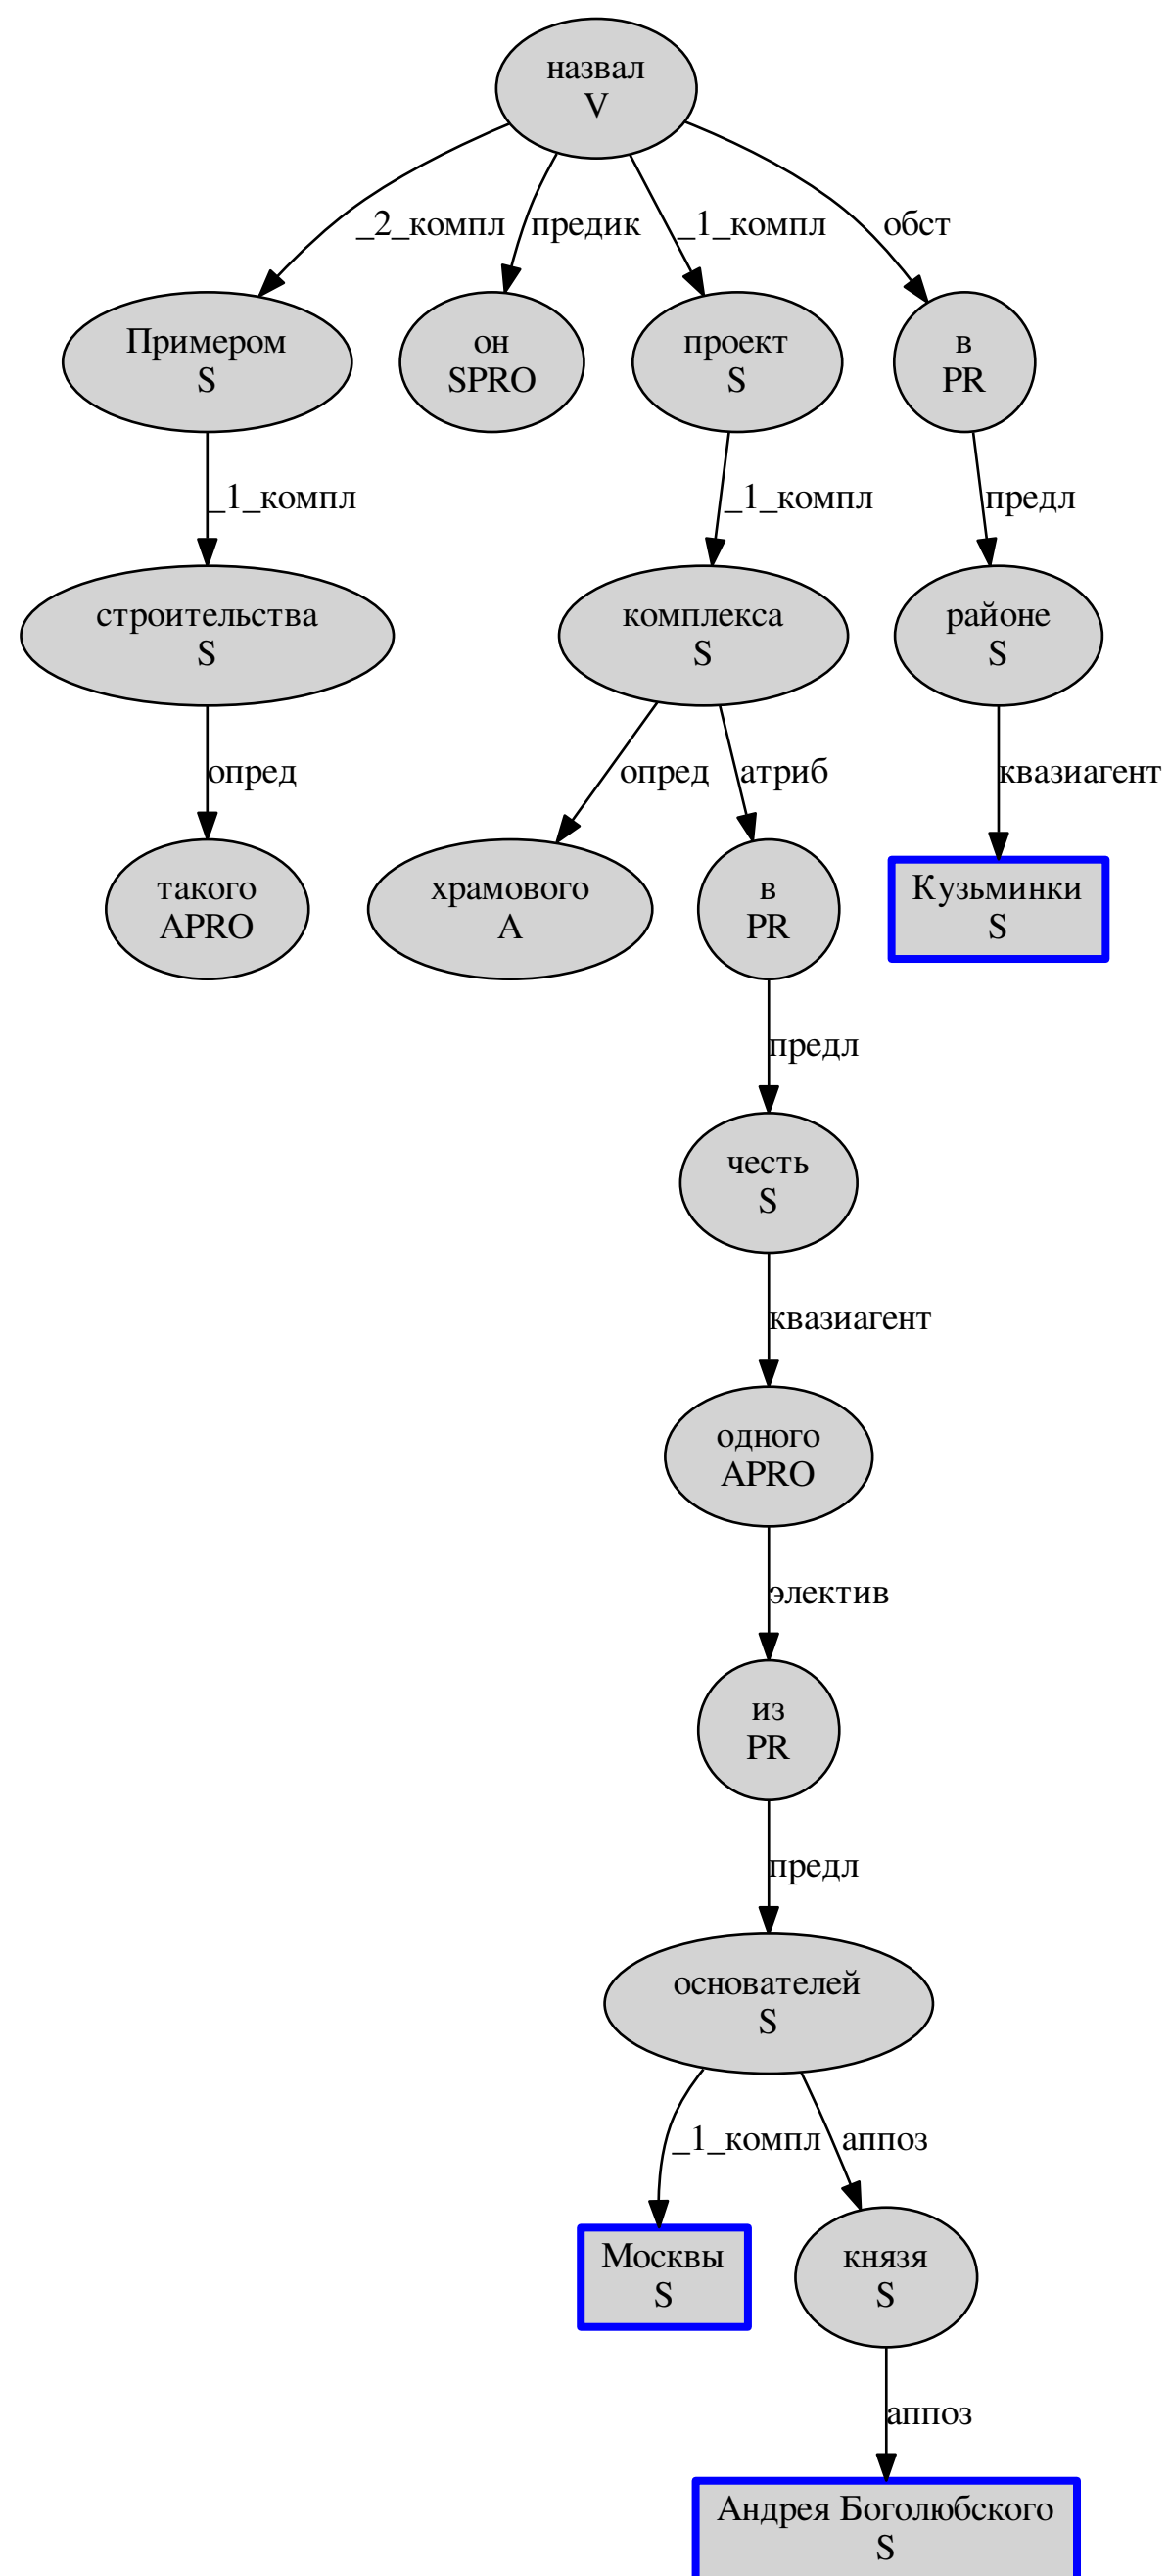 назвал
V
_2_компл
предик
_1_компл
обст
Примером
S
он
SPRO
проект
S
в
PR
_1_компл
_1_компл
предл
строительства
S
комплекса
S
районе
S
опред
опред
атриб
квазиагент
такого
APRO
храмового
A
в
PR
Кузьминки
S
предл
честь
S
квазиагент
одного
APRO
электив
из
PR
предл
основателей
S
_1_компл
аппоз
Москвы
S
князя
S
аппоз
Андрея Боголюбского
S